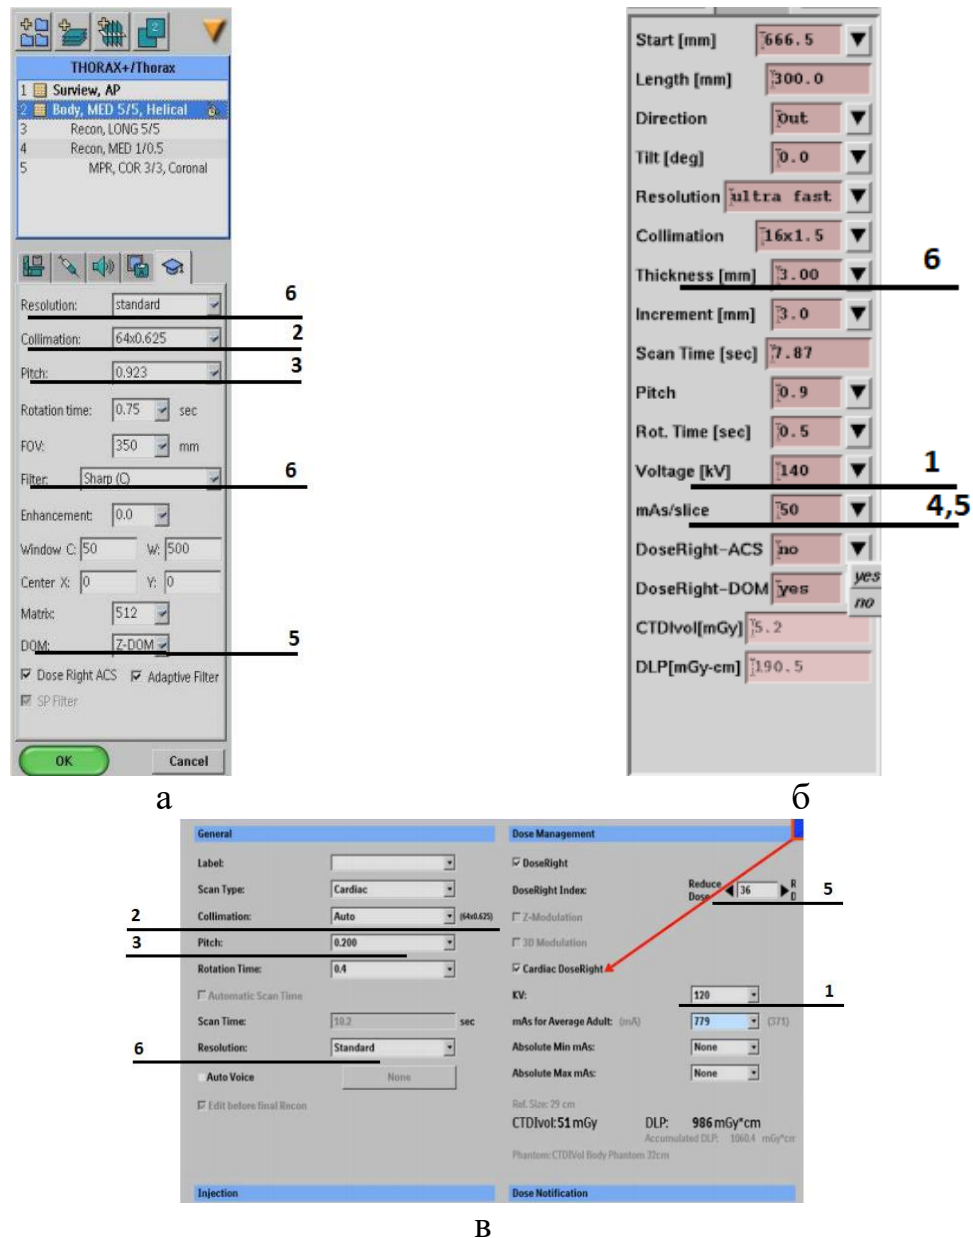 THORAX+/Thorax
1 Surview, AP
2 Body, MED 5/5, Helical
3 Recon, LONG 5/5
4 Recon, MED 1/0.5
5 MPR, COR 3/3, Coronal
Resolution: standard 6
Collimation: 64x0.625 2
Pitch: 0.923 3
Rotation time: 0.75 sec
FOV: 350 mm
Filter: Sharp (C) 6
Enhancement: 0.0
Window C: 50 W: 500
Center X: 0 Y: 0
Matrix: 512
DOM: Z-DOM 5
Dose Right ACS Adaptive Filter
SP Filter
OK Cancel
а
Start [mm] 666.5
Length [mm] 300.0
Direction out
Tilt [deg] 0.0
Resolution ultra fast
Collimation 16x1.5
Thickness [mm] 3.00 6
Increment [mm] 3.0
Scan Time [sec] 7.87
Pitch 0.9
Rot. Time [sec] 0.5
Voltage [kV] 140 1
mAs/slice 50 4,5
DoseRight-ACS no
yes
DoseRight-DOM yes
no
CTDIvol[mGy] 5.2
DLP[mGy-cm] 190.5
б
General
Label:
Scan Type: Cardiac
2 Collimation: Auto (64x0.625)
3 Pitch: 0.200
Rotation Time: 0.4
Automatic Scan Time
Scan Time: 10.2 sec
6 Resolution: Standard
Auto Voice None
Edit before final Recon
Injection
Dose Management
DoseRight
DoseRight Index: Reduce Dose 36 R D 5
Z-Modulation
3D Modulation
Cardiac DoseRight
KV: 120 1
mAs for Average Adult: (mA) 779 (371)
Absolute Min mAs: None
Absolute Max mAs: None
Ref. Size: 29 cm
CTDIvol: 51 mGy DLP: 986 mGy*cm
Accumulated DLP: 1060.4 mGy*cm
Phantom: CTDIVol Body Phantom 32cm
Dose Notification
в